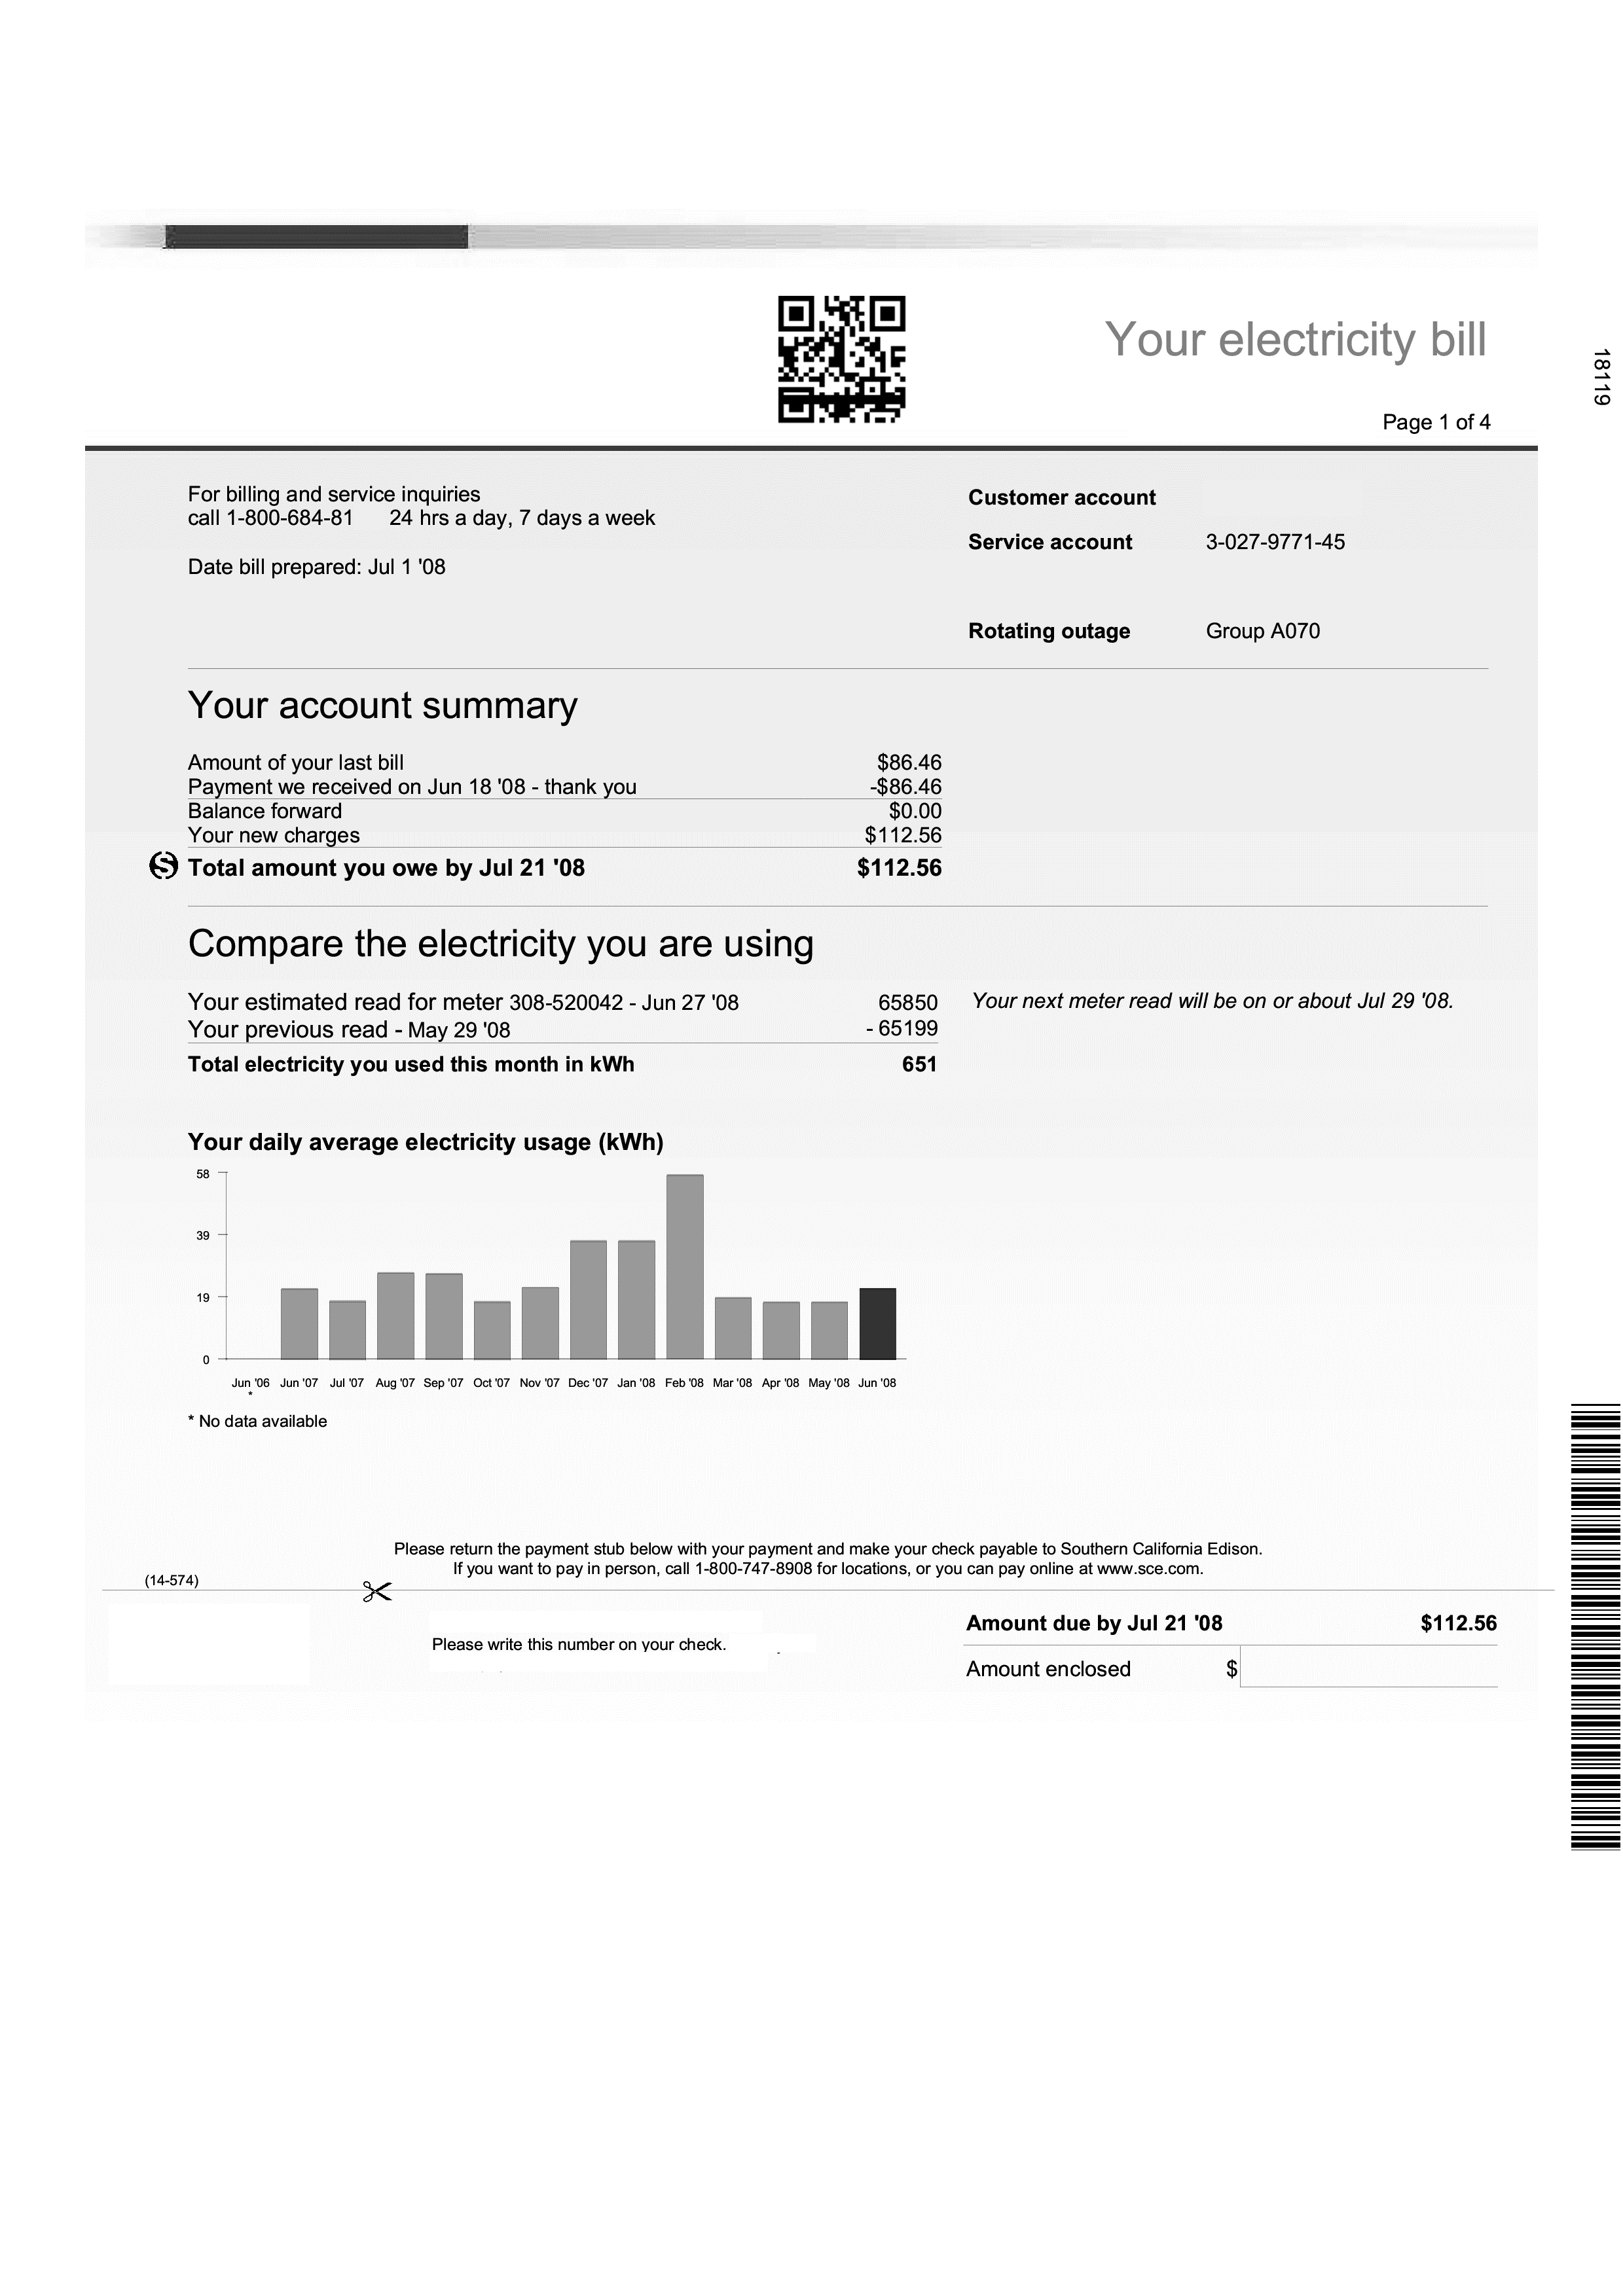 Your electricity bill
18119
Page 1 of 4
For billing and service inquiries
call 1-800-684-81 24 hrs a day, 7 days a week
Date bill prepared: Jul 1 '08
Customer account
Service account 3-027-9771-45
Rotating outage Group A070
Your account summary
Amount of your last bill $86.46
Payment we received on Jun 18 '08 - thank you -$86.46
Balance forward $0.00
Your new charges $112.56
Total amount you owe by Jul 21 '08 $112.56
Compare the electricity you are using
Your estimated read for meter 308-520042 - Jun 27 '08 65850
Your previous read - May 29 '08 - 65199
Total electricity you used this month in kWh 651
Your next meter read will be on or about Jul 29 '08.
Your daily average electricity usage (kWh)
58
39
19
0
Jun '06 Jun '07 Jul '07 Aug '07 Sep '07 Oct '07 Nov '07 Dec '07 Jan '08 Feb '08 Mar '08 Apr '08 May '08 Jun '08
*
* No data available
Please return the payment stub below with your payment and make your check payable to Southern California Edison.
If you want to pay in person, call 1-800-747-8908 for locations, or you can pay online at www.sce.com.
(14-574)
Please write this number on your check.
Amount due by Jul 21 '08 $112.56
Amount enclosed $